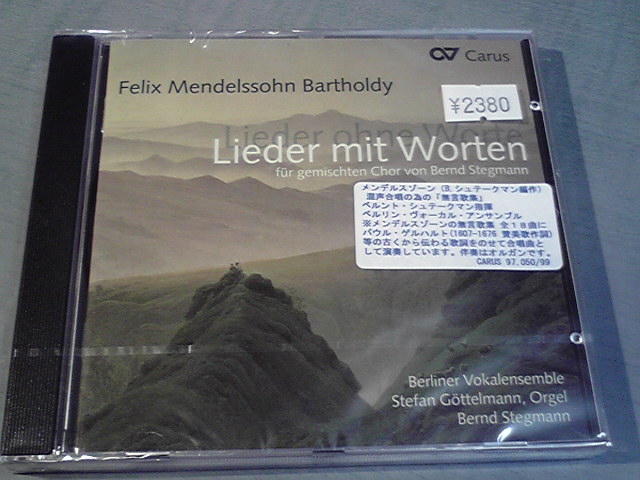 Carus
Felix Mendelssohn Bartholdy
¥2380
Lieder ohne Worte
Lieder mit Worten
für gemischten Chor von Bernd Stegmann
メンデルスゾーン (B.シュテークマン編作)
混声合唱の為の「無言歌集」
ベルント・シュテークマン指揮
ベルリン・ヴォーカル・アンサンブル
※メンデルスゾーンの無言歌集 全18曲に
パウル・ゲルハルト(1607-1676 賛美歌作詞)
等の古くから伝わる歌詞をのせて合唱曲と
して演奏しています。伴奏はオルガンです。
CARUS 97.050/99
Berliner Vokalensemble
Stefan Göttelmann, Orgel
Bernd Stegmann